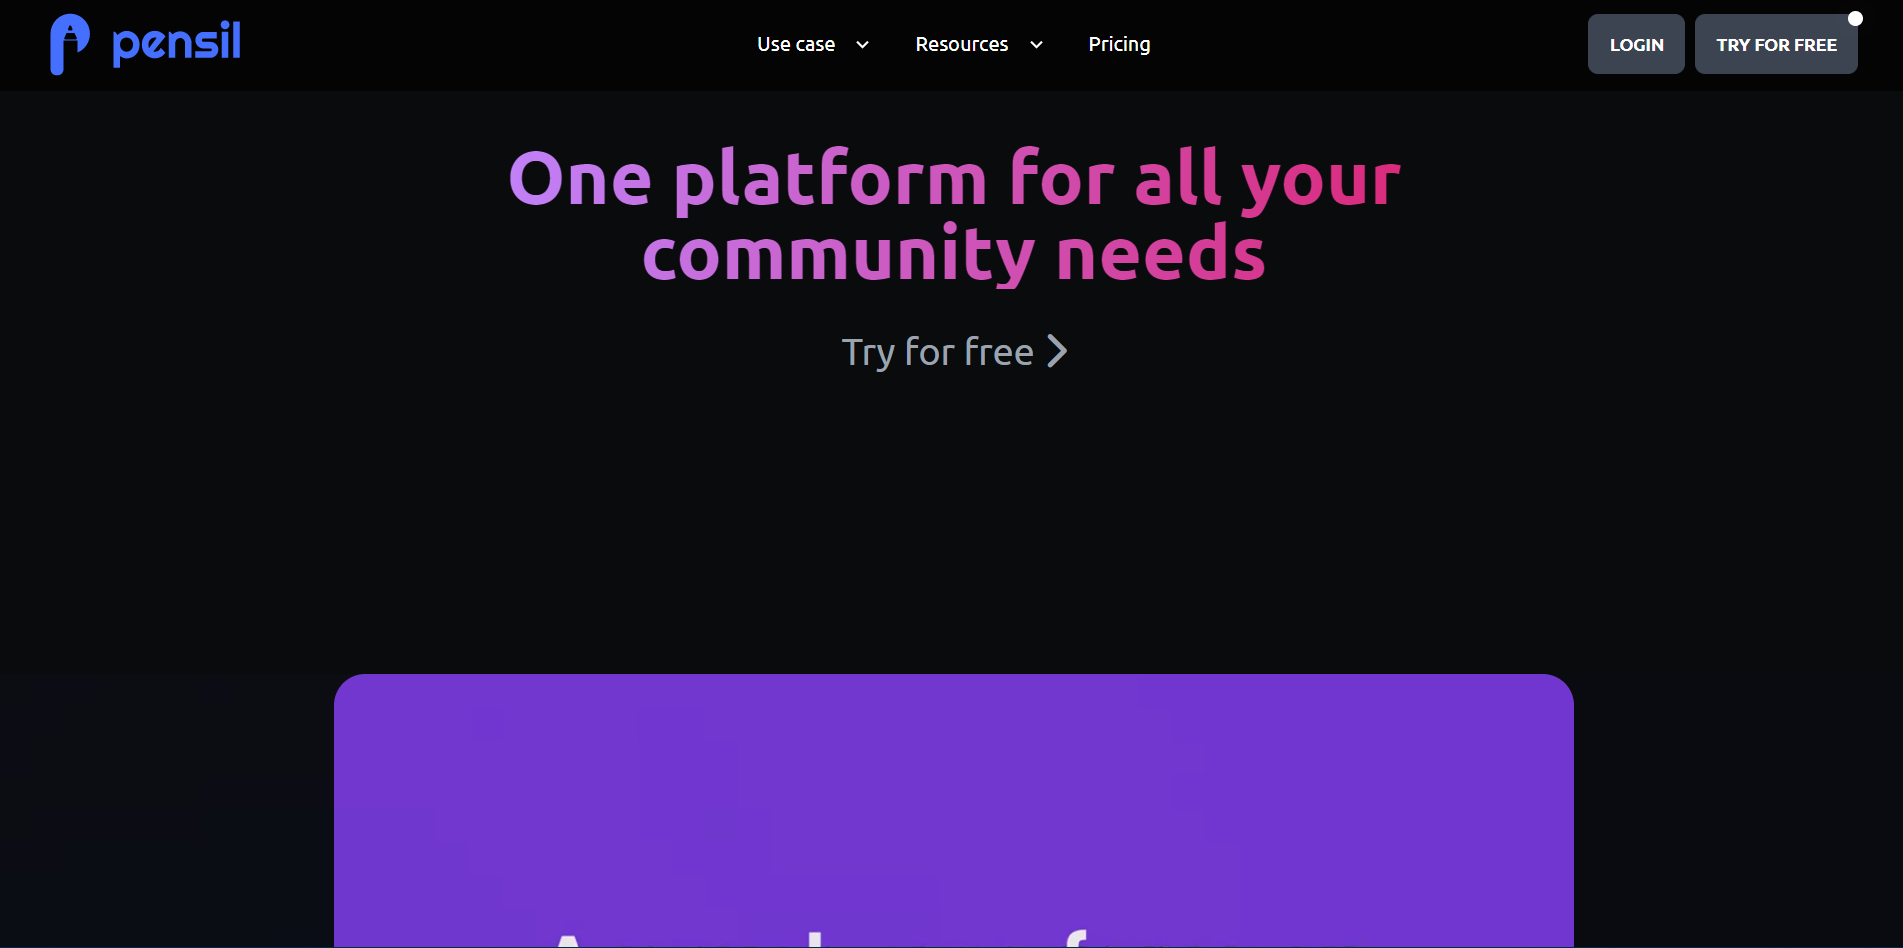 pensil
Use case
Resources
Pricing
LOGIN
TRY FOR FREE
One platform for all your
community needs
Try for free